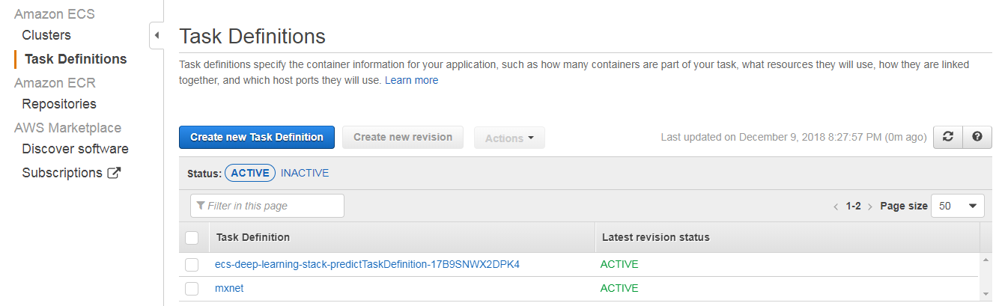 Amazon ECS
Clusters
Task Definitions
Amazon ECR
Repositories
AWS Marketplace
Discover software
Subscriptions
Task Definitions
Task definitions specify the container information for your application, such as how many containers are part of your task, what resources they will use, how they are linked
together, and which host ports they will use. Learn more
Create new Task Definition Create new revision Actions Last updated on December 9, 2018 8:27:57 PM (0m ago)
Status: ACTIVE INACTIVE
Filter in this page 1-2 Page size 50
Task Definition Latest revision status
ecs-deep-learning-stack-predictTaskDefinition-17B9SNWX2DPK4 ACTIVE
mxnet ACTIVE